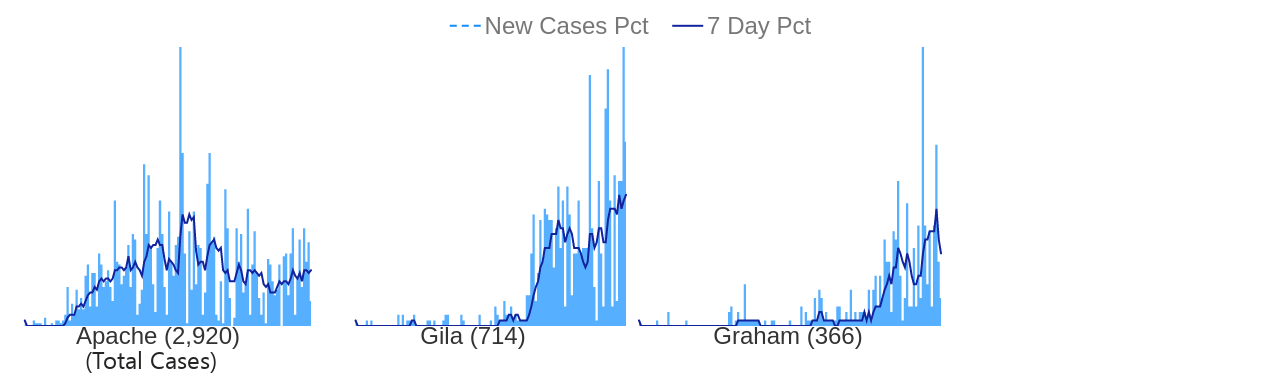 New Cases Pct 7 Day Pct
Apache (2,920) Gila (714) Graham (366)
(Total Cases)